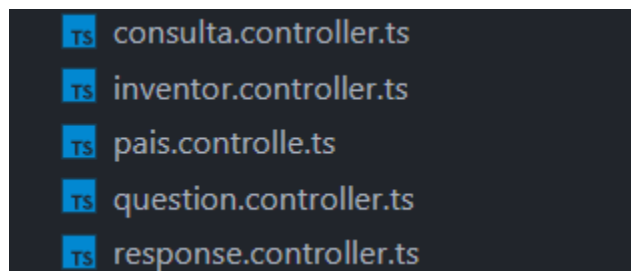 TS consulta.controller.ts
TS inventor.controller.ts
TS pais.controlle.ts
TS question.controller.ts
TS response.controller.ts